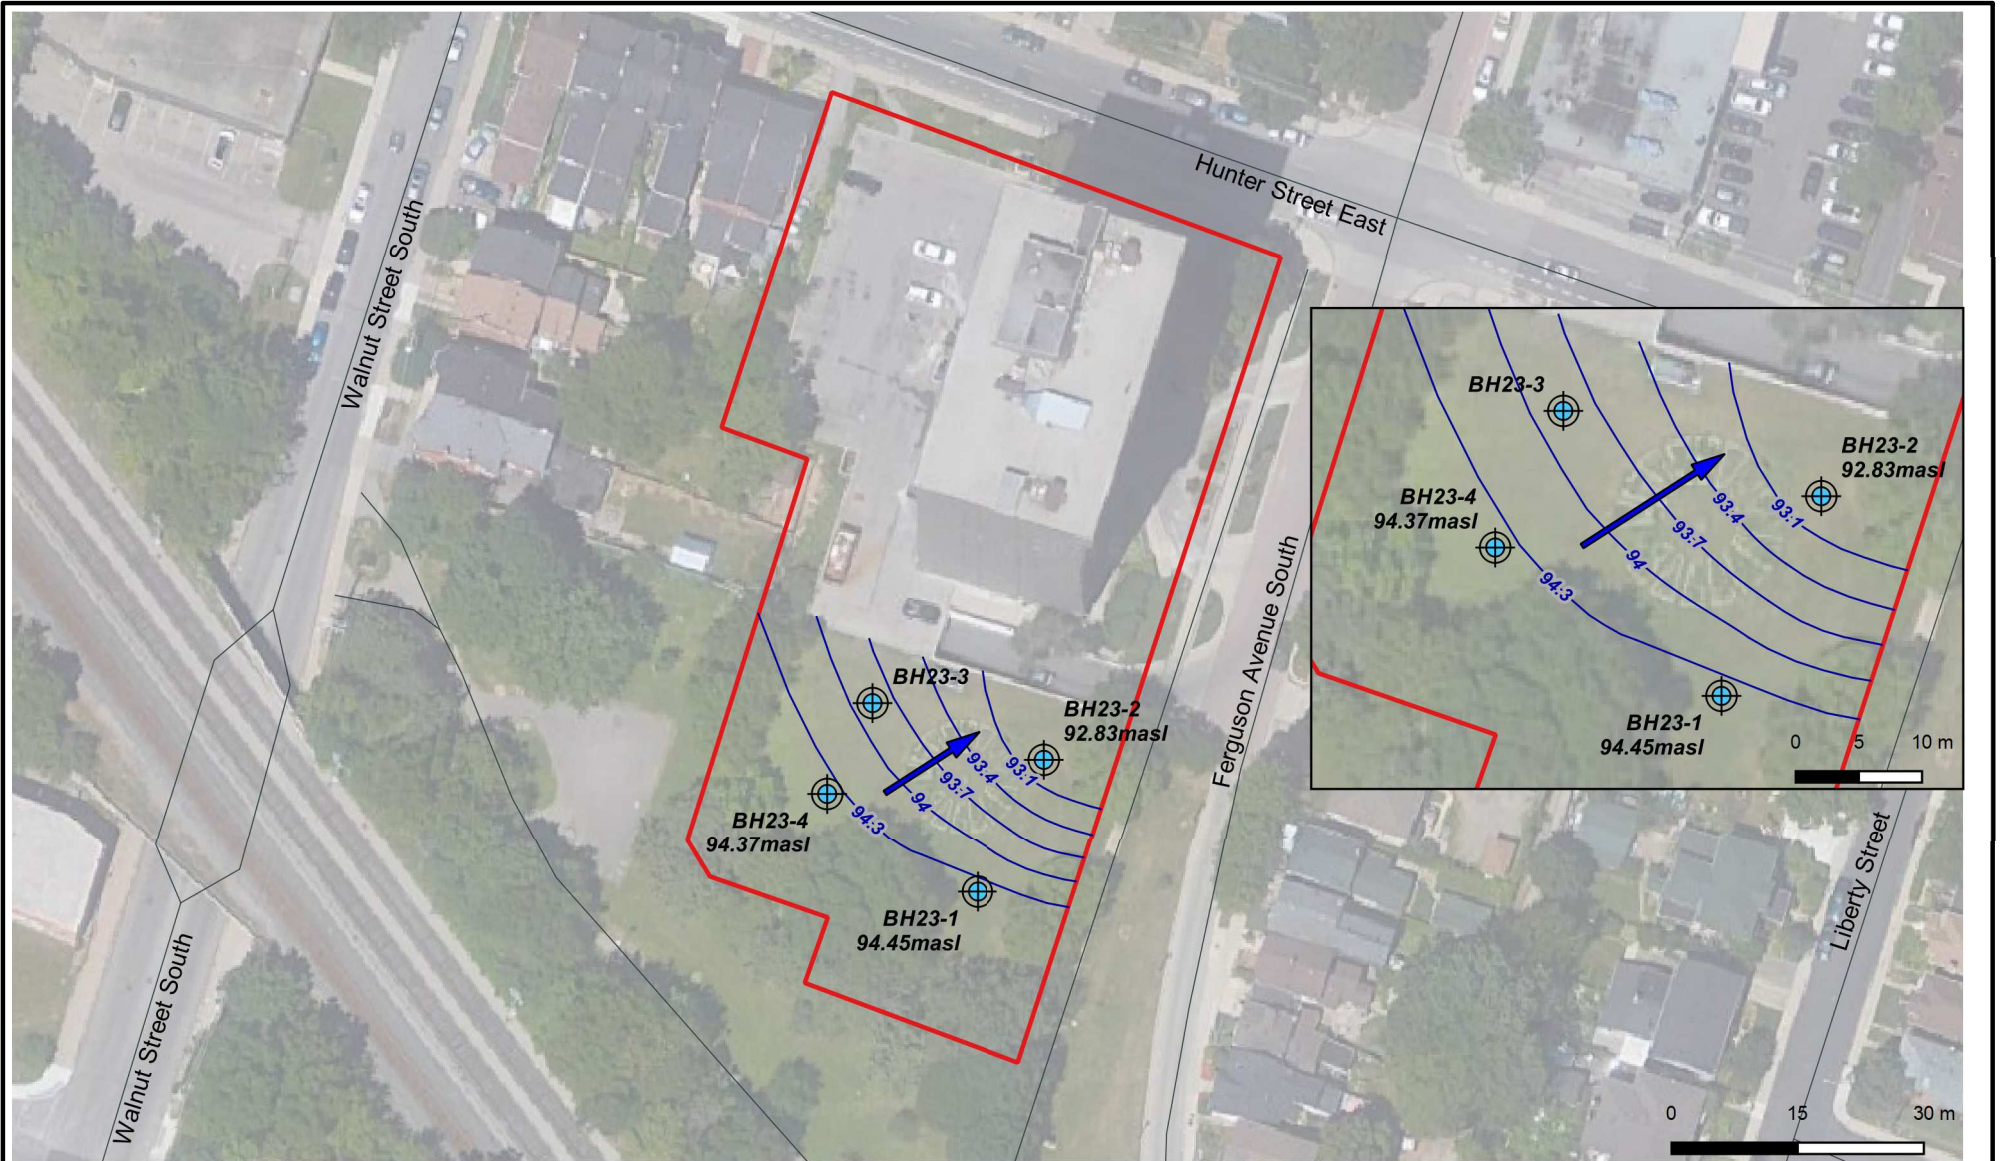 Hunter Street East
Walnut Street South
BH23-3
BH23-2
92.83masl
BH23-4
94.37masl
94.3
94
93.7
93.4
93.1
BH23-1
94.45masl
0 5 10 m
Ferguson Avenue South
BH23-3
BH23-2
92.83masl
93.4
93.1
93.7
94
94.3
BH23-4
94.37masl
BH23-1
94.45masl
Liberty Street
Walnut Street South
0 15 30 m